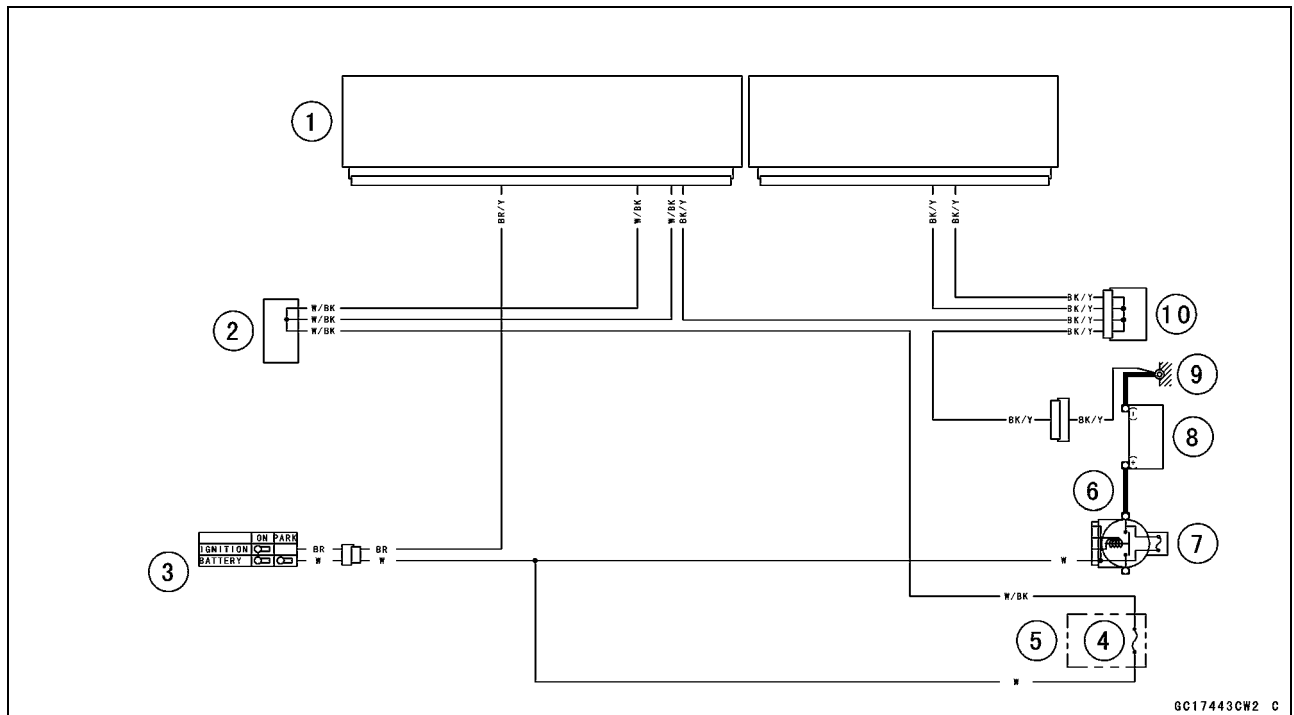 1
BR/Y
W/BK
W/BK
BK/Y
BK/Y
BK/Y
2
W/BK
W/BK
W/BK
BK/Y
BK/Y
BK/Y
BK/Y
10
9
BK/Y
BK/Y
(-)
8
(+)
6
ON PARK
IGNITION
BATTERY
BR
BR
W
W
3
W
7
W/BK
5
4
W
GC17443CW2 C